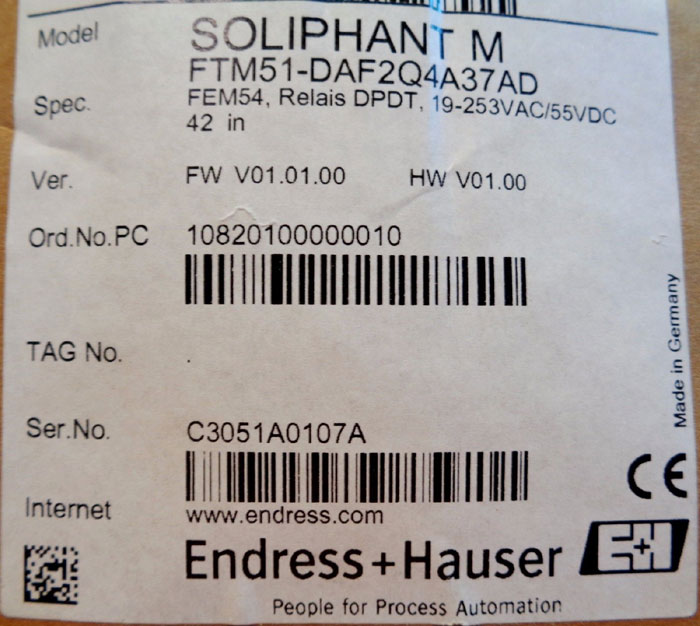 Model SOLIPHANT M
FTM51-DAF2Q4A37AD
Spec. FEM54, Relais DPDT, 19-253VAC/55VDC
42 in
Ver. FW V01.01.00 HW V01.00
Ord.No.PC 10820100000010
TAG No. .
Ser.No. C3051A0107A
Internet www.endress.com
Endress+Hauser E+H
People for Process Automation
Made in Germany
CE